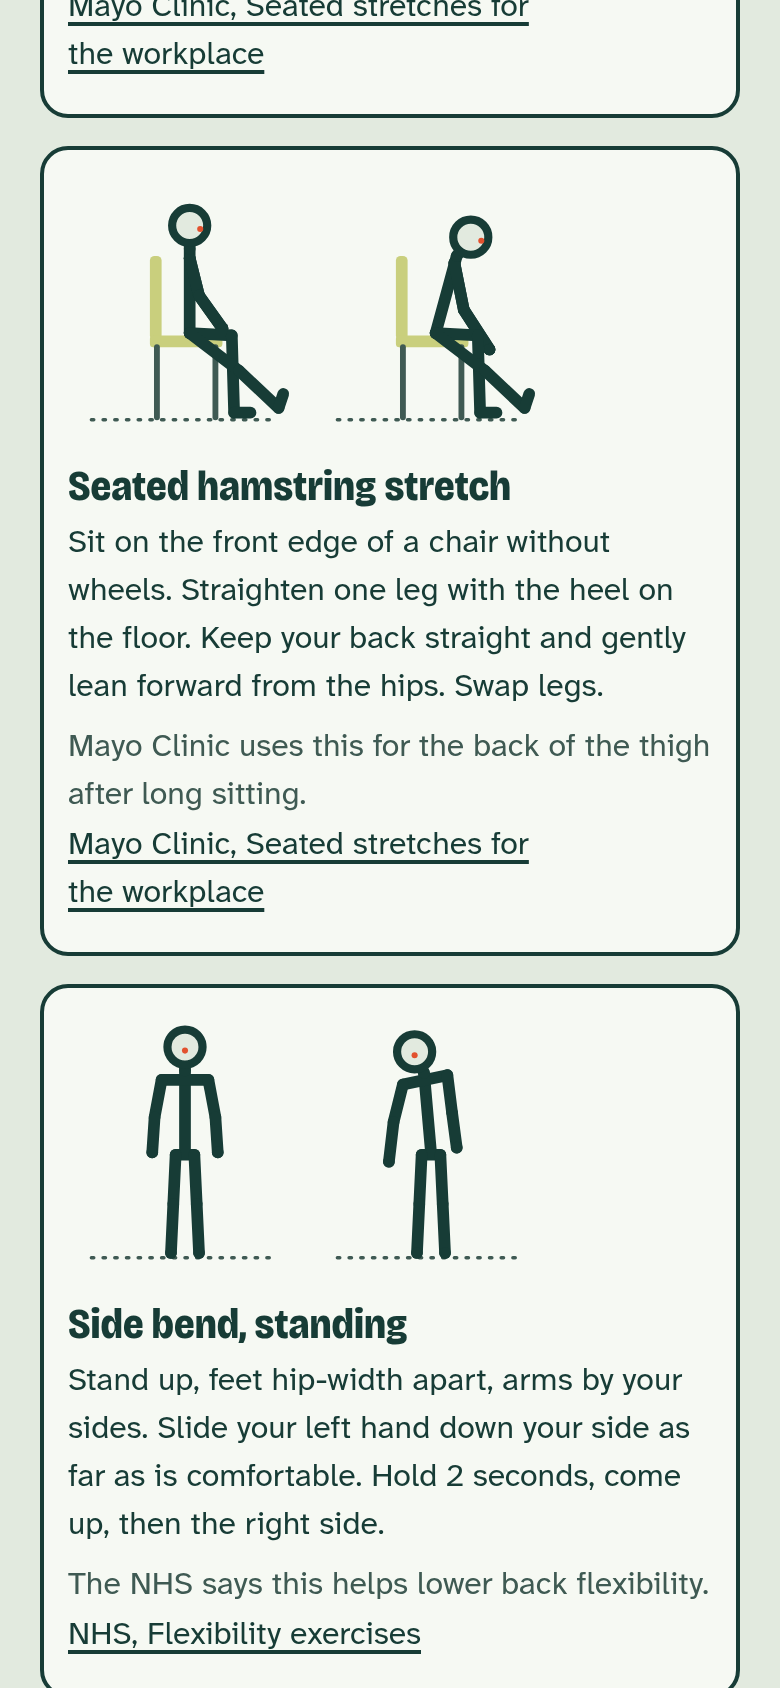 Mayo Clinic, Seated stretches for
the workplace
Seated hamstring stretch
Sit on the front edge of a chair without
wheels. Straighten one leg with the heel on
the floor. Keep your back straight and gently
lean forward from the hips. Swap legs.
Mayo Clinic uses this for the back of the thigh
after long sitting.
Mayo Clinic, Seated stretches for
the workplace
Side bend, standing
Stand up, feet hip-width apart, arms by your
sides. Slide your left hand down your side as
far as is comfortable. Hold 2 seconds, come
up, then the right side.
The NHS says this helps lower back flexibility.
NHS, Flexibility exercises